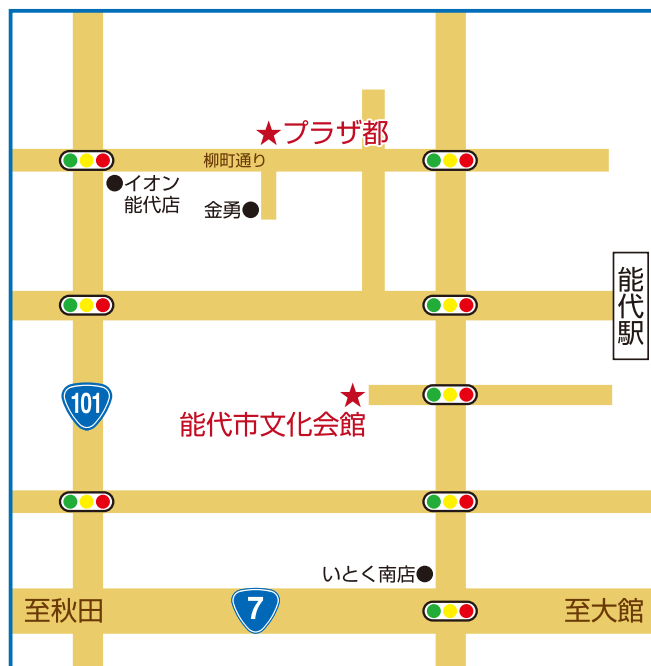 ★プラザ都
柳町通り
●イオン
能代店
金勇●
能代駅
101
★
能代市文化会館
いとく南店●
至秋田
7
至大館